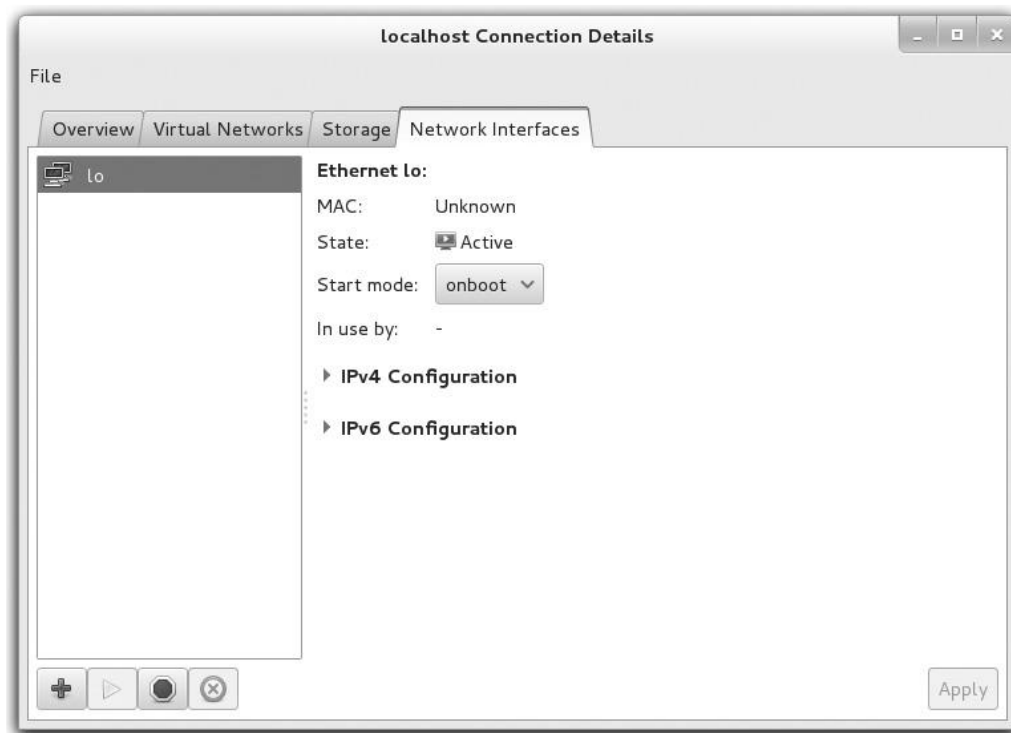 localhost Connection Details
File
Overview Virtual Networks Storage Network Interfaces
lo
Ethernet lo:
MAC: Unknown
State: Active
Start mode: onboot
In use by: -
IPv4 Configuration
IPv6 Configuration
Apply